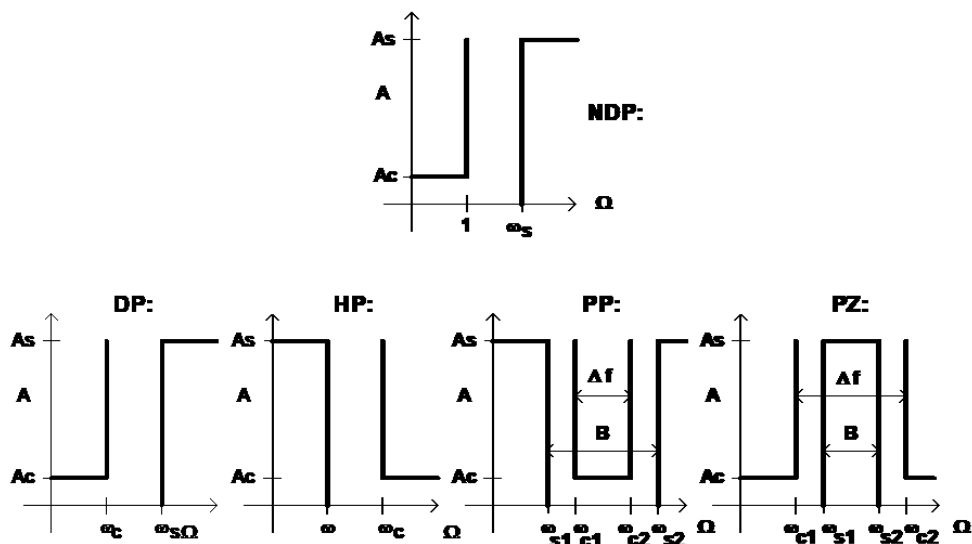 As
A
NDP:
Ac
Ω
1
ωs
DP: HP: PP: PZ:
As As As As
Δf Δf
A A A A
B B
Ac Ac Ac Ac
ωc ωsΩ ω ωc Ω ωs1 ωc1 ωc2 ωs2 Ω ωc1 ωs1 ωs2 ωc2 Ω